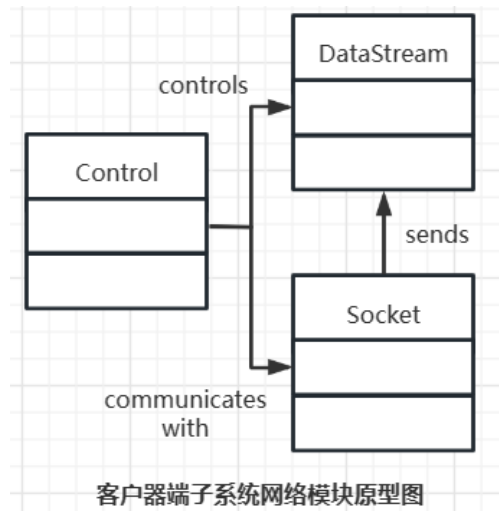 DataStream
controls
Control
sends
Socket
communicates
with
客户器端子系统网络模块原型图